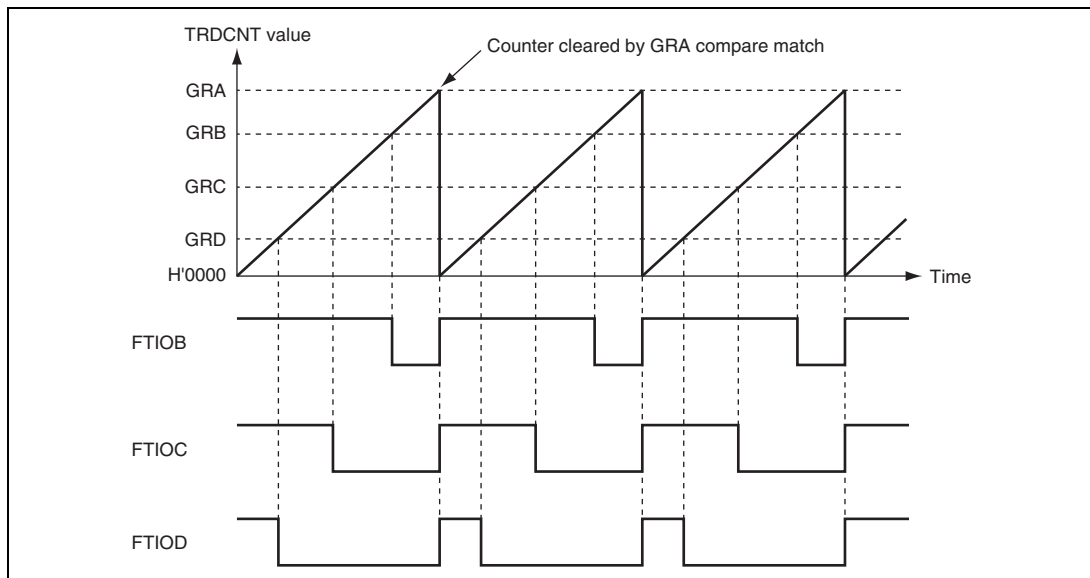 TRDCNT value
Counter cleared by GRA compare match
GRA
GRB
GRC
GRD
H'0000
Time
FTIOB
FTIOC
FTIOD